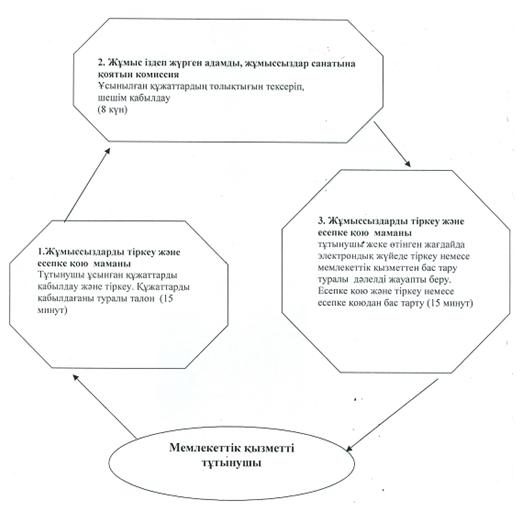 2. Жұмыс іздеп жүрген адамды, жұмыссыздар санатына
қоятын комиссия
Ұсынылған құжаттардың толықтығын тексеріп,
шешім қабылдау
(8 күн)
1.Жұмыссыздарды тіркеу және
есепке қою маманы
Тұтынушы ұсынған құжаттарды
қабылдау және тіркеу. Құжаттарды
қабылдағаны туралы талон (15
минут)
3. Жұмыссыздарды тіркеу және
есепке қою маманы
тұтынушы жеке өтінген жағдайда
электрондық жүйеде тіркеу немесе
мемлекеттік қызметтен бас тару
туралы дәлелді жауапты беру.
Есепке қою және тіркеу немесе
есепке қоюдан бас тарту (15 минут)
Мемлекеттік қызметті
тұтынушы